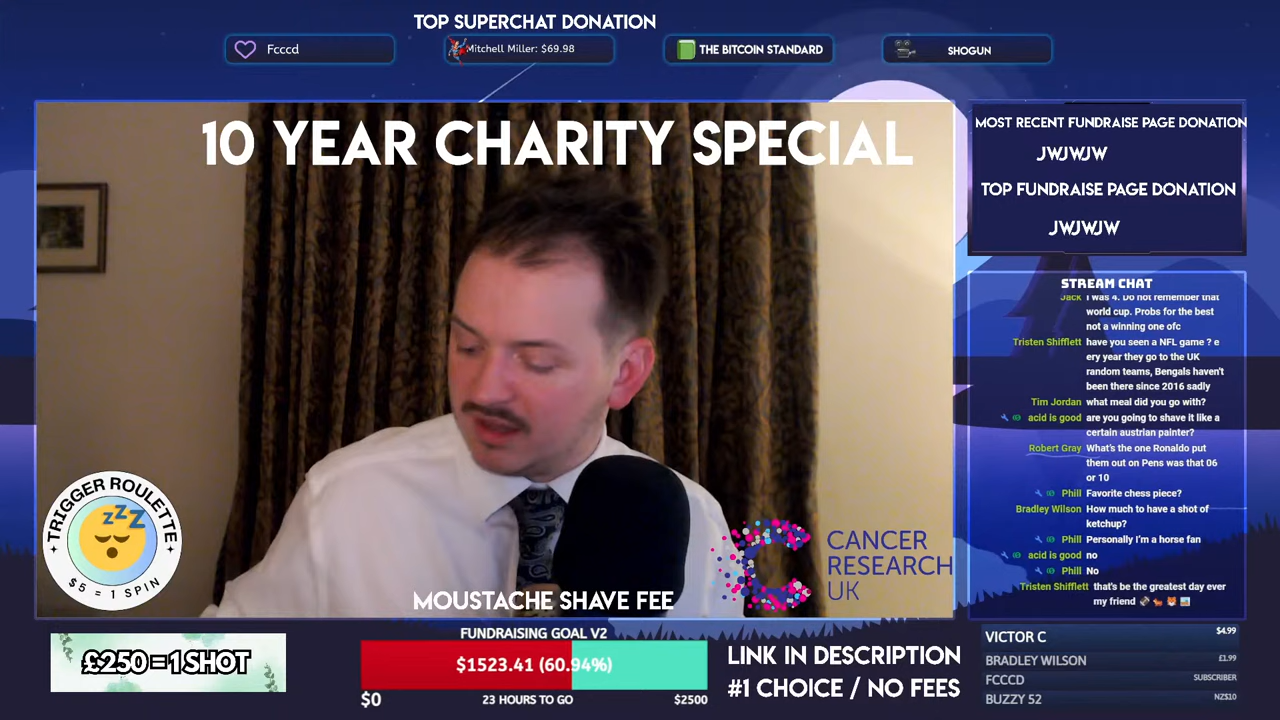 TOP SUPERCHAT DONATION
Fcccd
Mitchell Miller: $69.98
THE BITCOIN STANDARD
SHOGUN
10 YEAR CHARITY SPECIAL
MOST RECENT FUNDRAISE PAGE DONATION
JWJWJW
TOP FUNDRAISE PAGE DONATION
JWJWJW
STREAM CHAT
Jack I was 4. Do not remember that
world cup. Probs for the best
not a winning one ofc
Tristen Shifflett have you seen a NFL game ? e
ery year they go to the UK
random teams, Bengals haven't
been there since 2016 sadly
Tim Jordan what meal did you go with?
acid is good are you going to shave it like a
certain austrian painter?
Robert Gray What's the one Ronaldo put
them out on Pens was that 06
or 10
Phill Favorite chess piece?
Bradley Wilson How much to have a shot of
ketchup?
Phill Personally I'm a horse fan
acid is good no
Phill No
Tristen Shifflett that's be the greatest day ever
my friend
TRIGGER ROULETTE
zzZ
$5 = 1 SPIN
CANCER
RESEARCH
UK
MOUSTACHE SHAVE FEE
£250 = 1 SHOT
FUNDRAISING GOAL V2
$1523.41 (60.94%)
$0
23 HOURS TO GO
$2500
LINK IN DESCRIPTION
#1 CHOICE / NO FEES
VICTOR C $4.99
BRADLEY WILSON £1.99
FCCCD SUBSCRIBER
BUZZY 52 NZ$10